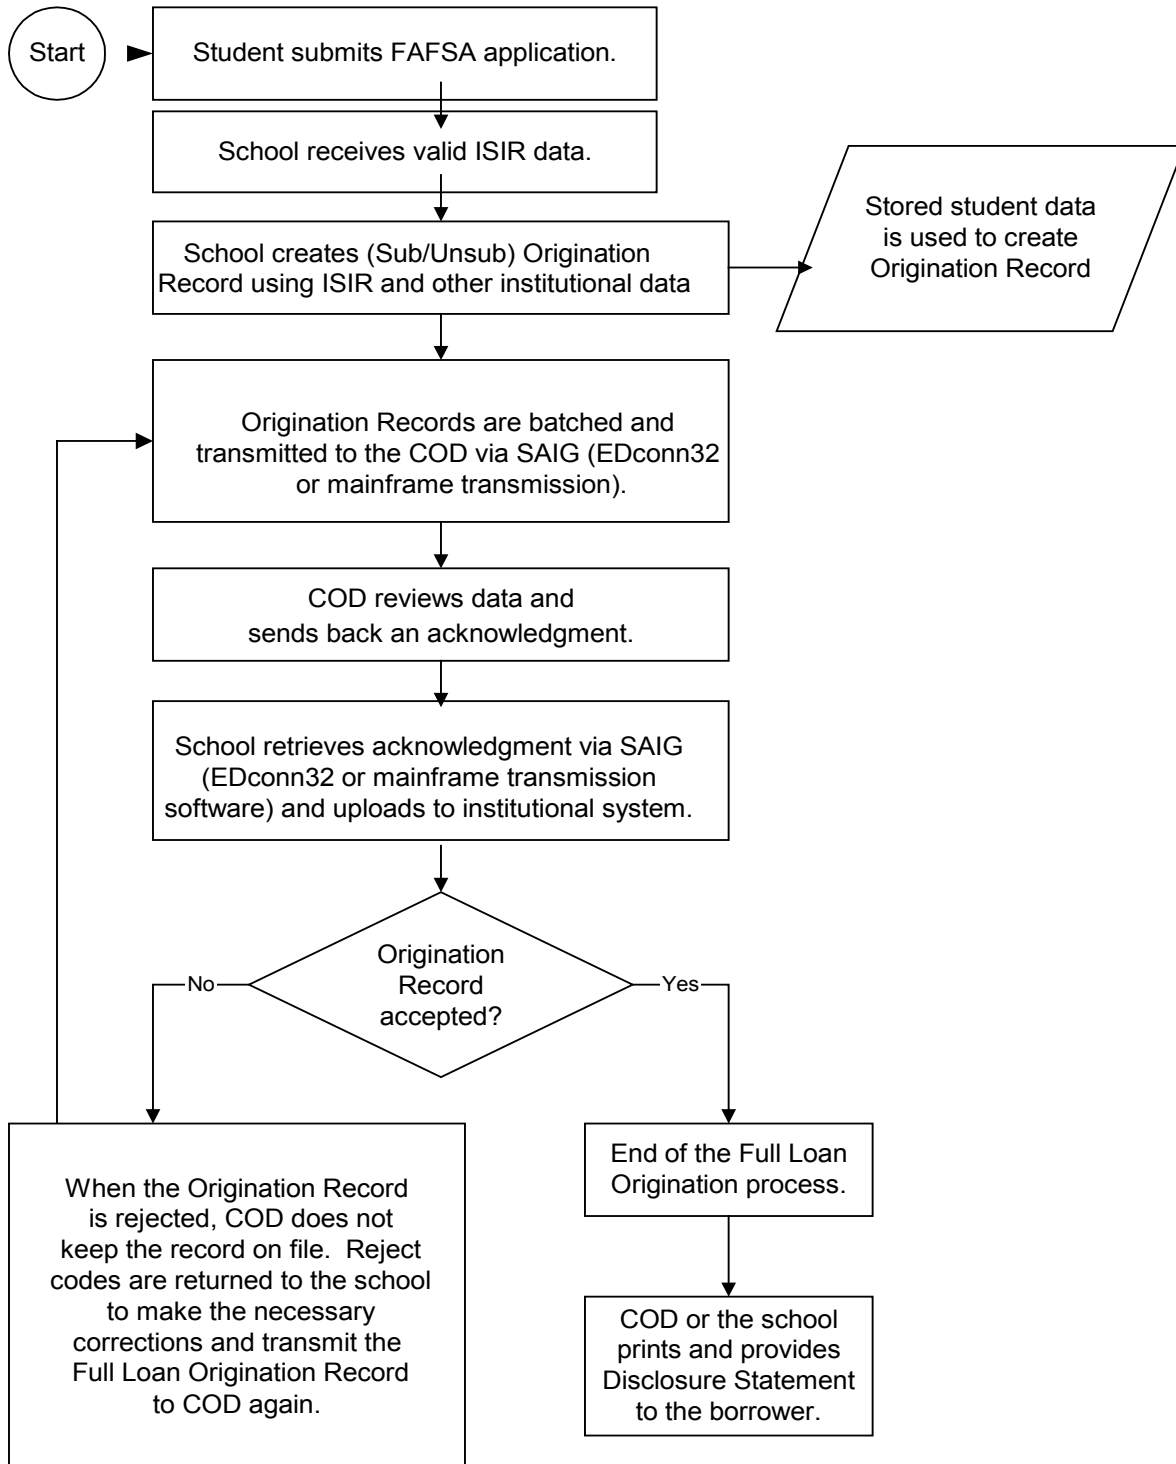 Start
Student submits FAFSA application.
School receives valid ISIR data.
School creates (Sub/Unsub) Origination
Record using ISIR and other institutional data
Stored student data
is used to create
Origination Record
Origination Records are batched and
transmitted to the COD via SAIG (EDconn32
or mainframe transmission).
COD reviews data and
sends back an acknowledgment.
School retrieves acknowledgment via SAIG
(EDconn32 or mainframe transmission
software) and uploads to institutional system.
Origination
Record
accepted?
No
Yes
When the Origination Record
is rejected, COD does not
keep the record on file.  Reject
codes are returned to the school
to make the necessary
corrections and transmit the
Full Loan Origination Record
to COD again.
End of the Full Loan
Origination process.
COD or the school
prints and provides
Disclosure Statement
to the borrower.